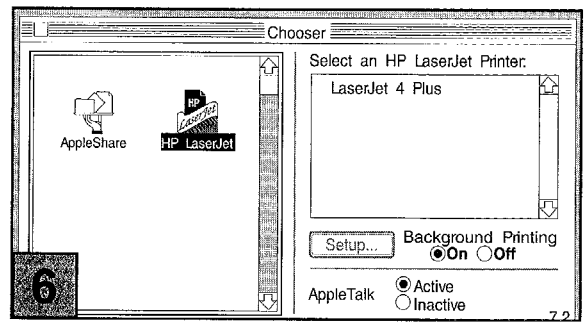 Chooser
Select an HP LaserJet Printer:
LaserJet 4 Plus
HP
LaserJet
AppleShare
HP LaserJet
Setup...
Background Printing
On Off
AppleTalk
Active
Inactive
7.2
6